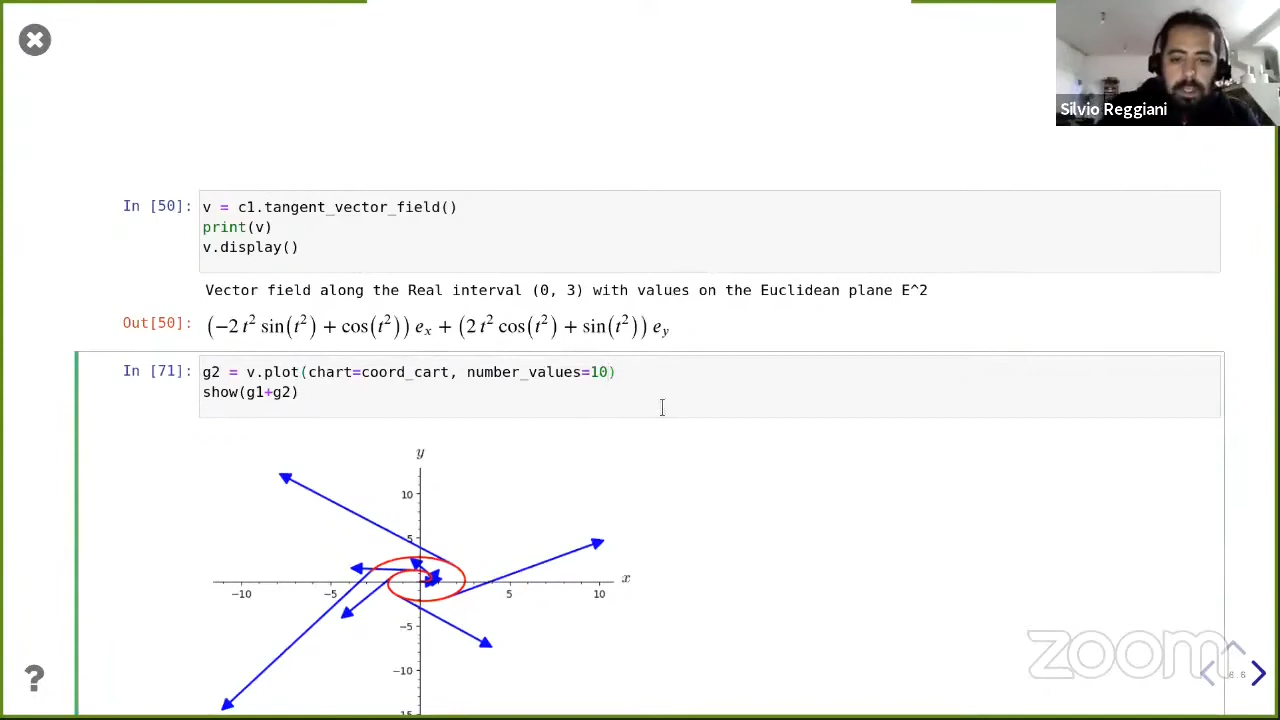 Silvio Reggiani
In [50]: v = c1.tangent_vector_field()
print(v)
v.display()
Vector field along the Real interval (0, 3) with values on the Euclidean plane E^2
Out[50]: (−2 t² sin(t²) + cos(t²)) eₓ + (2 t² cos(t²) + sin(t²)) e_y
In [71]: g2 = v.plot(chart=coord_cart, number_values=10)
show(g1+g2)
y
10
5
x
−10 −5 5 10
−5
−10
15
zoom
?